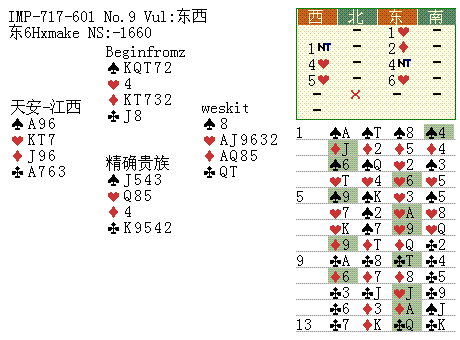 IMP-717-601 No.9 Vul:东西
东6Hxmake NS:-1660
Beginfromz
♠KQT72
♥4
♦KT732
♣J8
天安-江西
♠A96
♥KT7
♦J96
♣A763
weskit
♠8
♥AJ9632
♦AQ85
♣QT
精确贵族
♠J543
♥Q85
♦4
♣K9542
西 北 东 南
1♥ –
1NT – 2♦ –
4♥ – 4NT –
5♥ – 6♥ –
– × – –
–
1 ♠A ♠T ♠8 ♠4
♦J ♦2 ♦5 ♦4
♠6 ♠Q ♥2 ♠3
♥T ♥4 ♥6 ♥5
5 ♠9 ♠K ♥3 ♠5
♥7 ♠2 ♥A ♥8
♥K ♠7 ♥9 ♥Q
♦9 ♦T ♦Q ♣2
9 ♣A ♣8 ♣T ♣4
♦6 ♦7 ♦8 ♣5
♣3 ♣J ♥J ♣9
♣6 ♦3 ♦A ♠J
13 ♣7 ♦K ♣Q ♣K